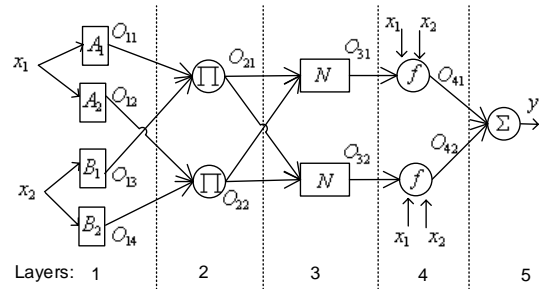 x₁ x₂
A₁ O₁₁ O₂₁ O₃₁ f O₄₁
x₁ ∏ N
A₂ O₁₂ y
Σ
B₁ O₁₃ O₃₂ O₄₂
x₂ ∏ N f
B₂ O₁₄ O₂₂
x₁ x₂
Layers: 1 2 3 4 5